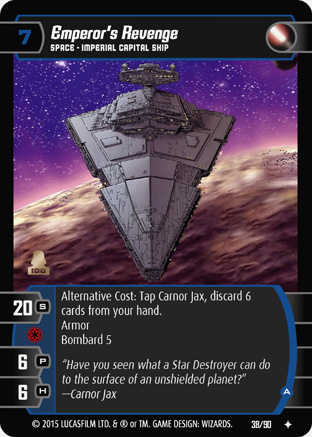 7
Emperor's Revenge
SPACE - IMPERIAL CAPITAL SHIP
100
20 S
Alternative Cost: Tap Carnor Jax, discard 6
cards from your hand.
Armor
Bombard 5
6 P
6 H
“Have you seen what a Star Destroyer can do
to the surface of an unshielded planet?”
—Carnor Jax
A
© 2015 LUCASFILM LTD. & ® or TM. GAME DESIGN: WIZARDS.
38/90